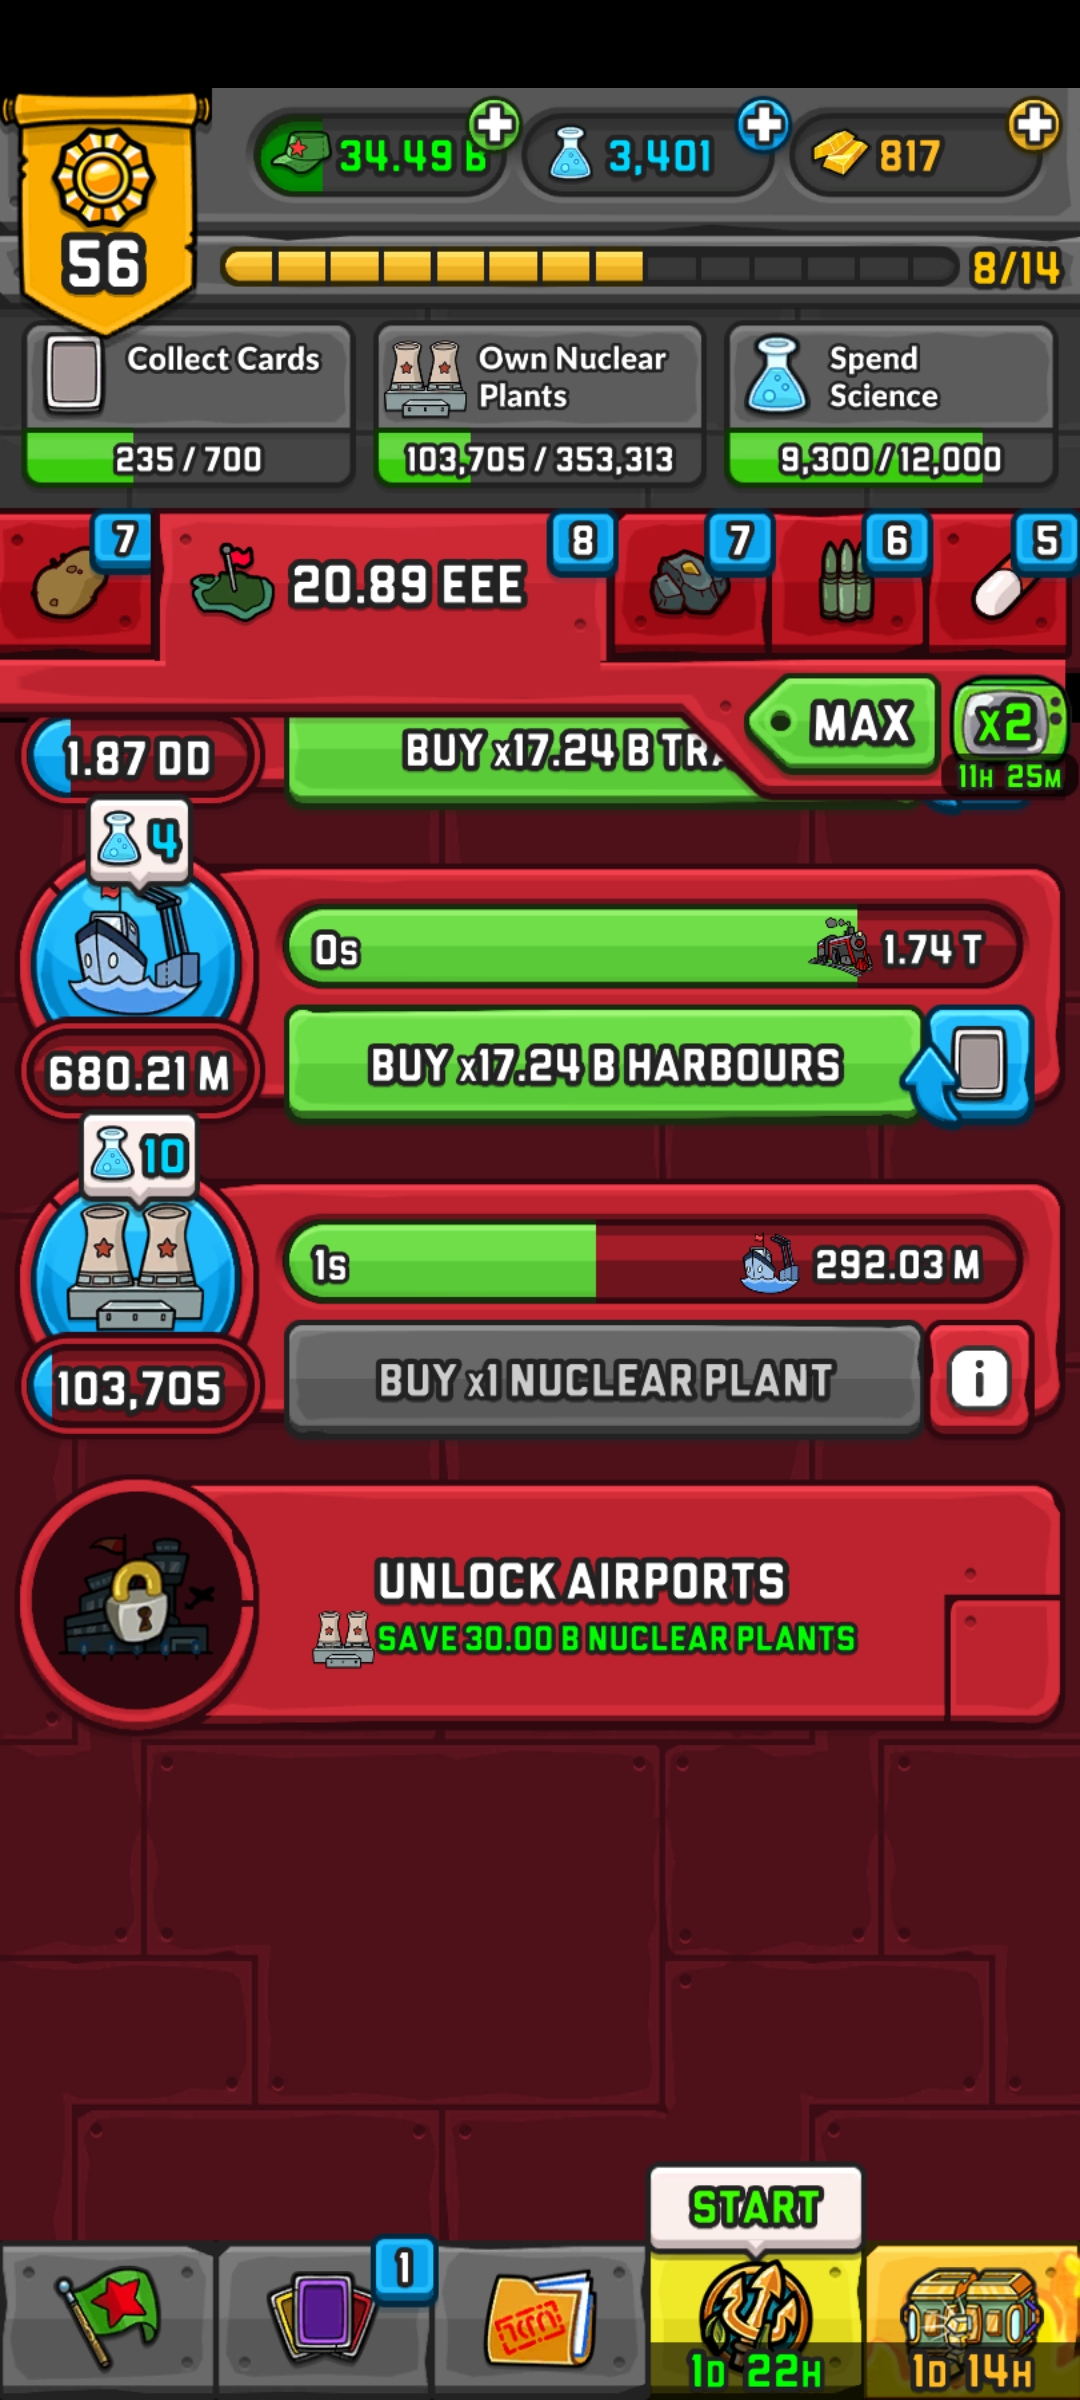 34.49 B
3,401
817
56
8/14
Collect Cards
235 / 700
Own Nuclear
Plants
103,705 / 353,313
Spend
Science
9,300 / 12,000
7
20.89 EEE
8
7
6
5
MAX
x2
11H 25M
1.87 DD
BUY x17.24 B
4
0s
1.74 T
680.21 M
BUY x17.24 B HARBOURS
10
1s
292.03 M
103,705
BUY x1 NUCLEAR PLANT
i
UNLOCK AIRPORTS
SAVE 30.00 B NUCLEAR PLANTS
START
1
1D 22H
1D 14H